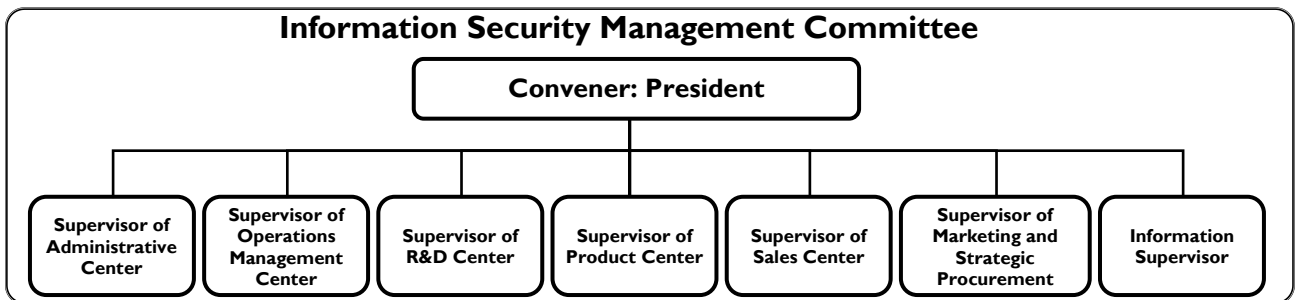 Information Security Management Committee
Convener: President
Supervisor of
Administrative
Center
Supervisor of
Operations
Management
Center
Supervisor of
R&D Center
Supervisor of
Product Center
Supervisor of
Sales Center
Supervisor of
Marketing and
Strategic
Procurement
Information
Supervisor